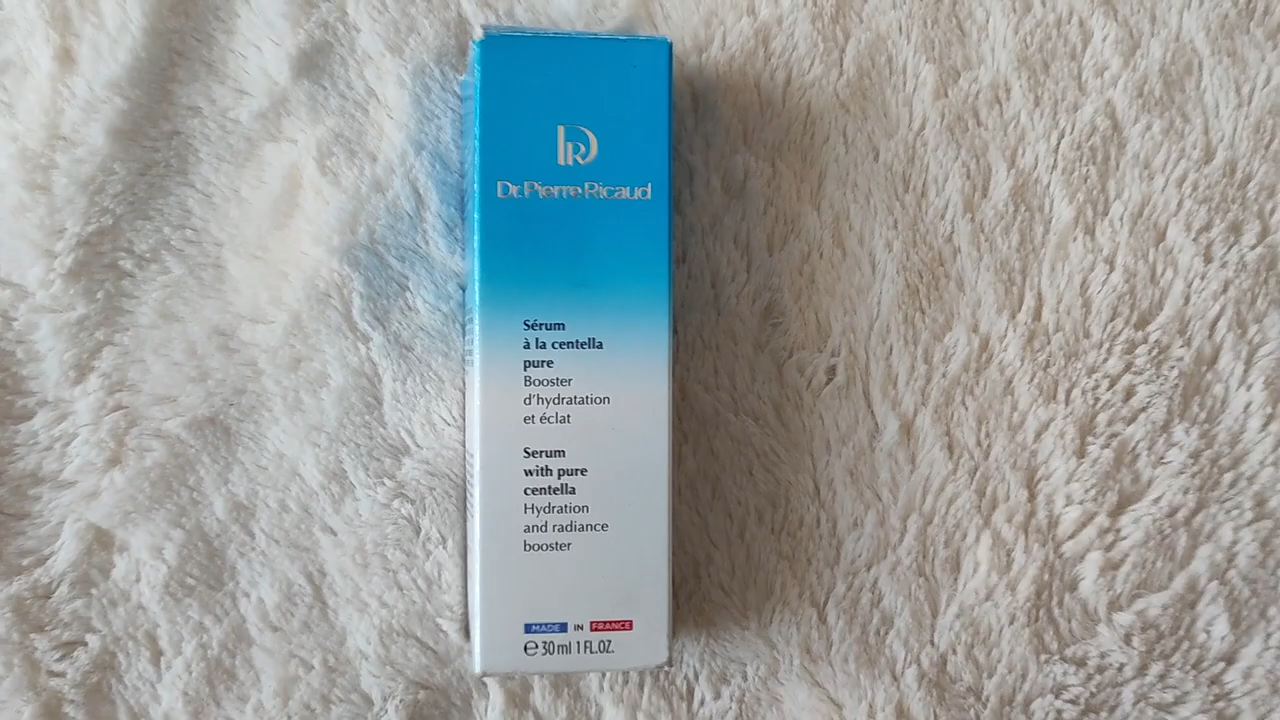 DR
Dr. Pierre Ricaud
Sérum
à la centella
pure
Booster
d'hydratation
et éclat
Serum
with pure
centella
Hydration
and radiance
booster
MADE IN FRANCE
℮ 30 ml 1 FL.OZ.